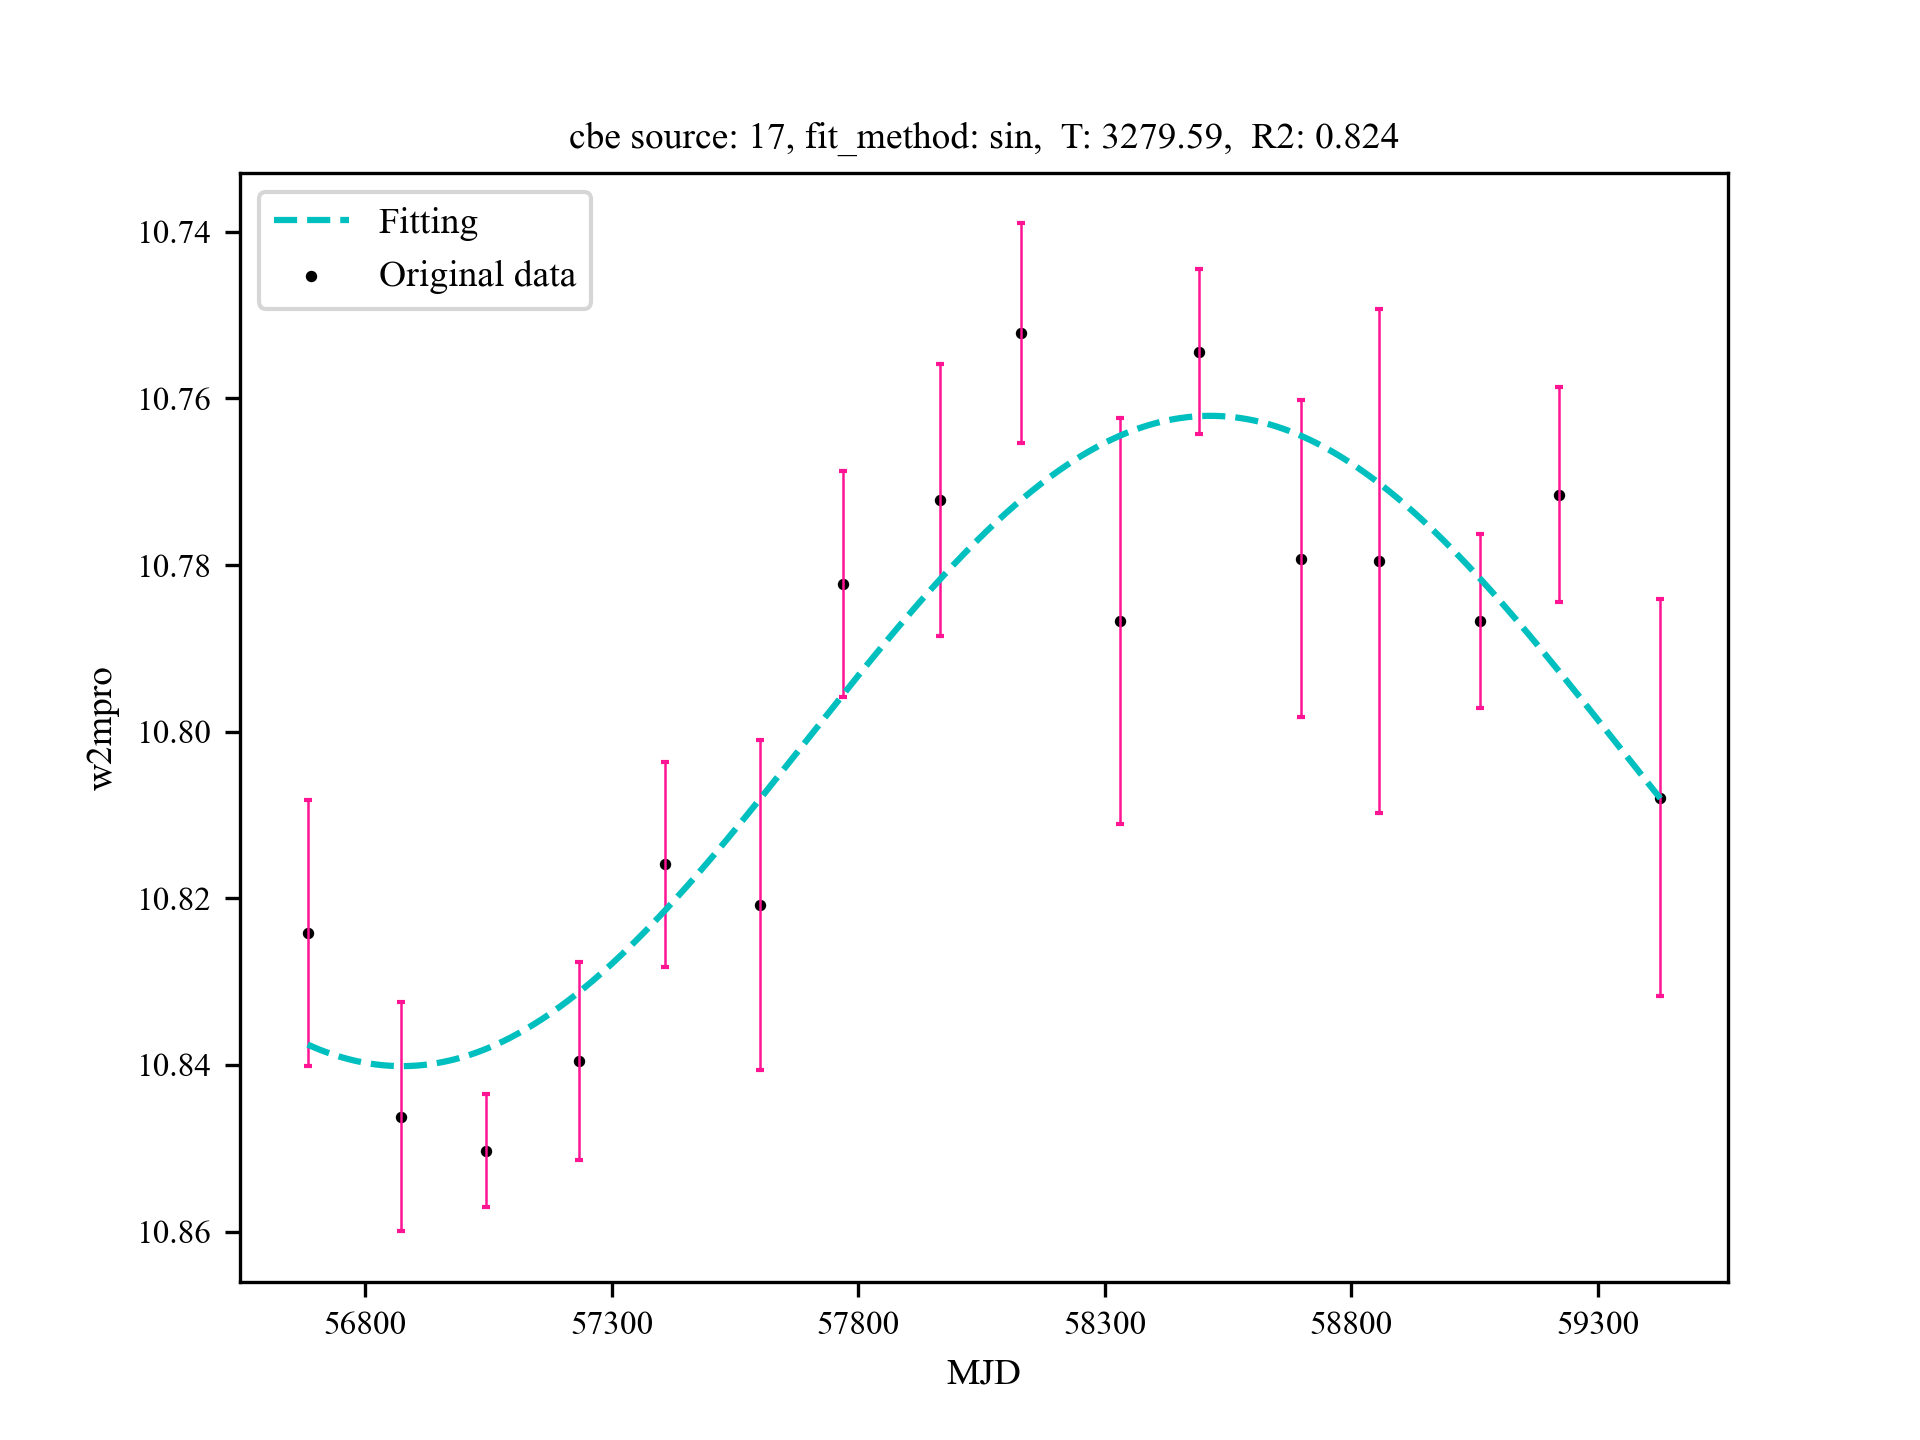 cbe source: 17, fit_method: sin,  T: 3279.59,  R2: 0.824
Fitting
Original data
10.74
10.76
10.78
10.80
10.82
10.84
10.86
w2mpro
56800 57300 57800 58300 58800 59300
MJD